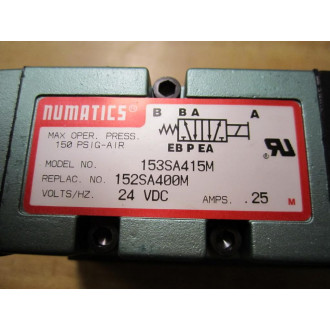 numatics
B B A A
MAX OPER. PRESS.
150 PSIG-AIR
EB P EA
MODEL NO. 153SA415M
REPLAC. NO. 152SA400M
VOLTS/HZ. 24 VDC AMPS. .25
M